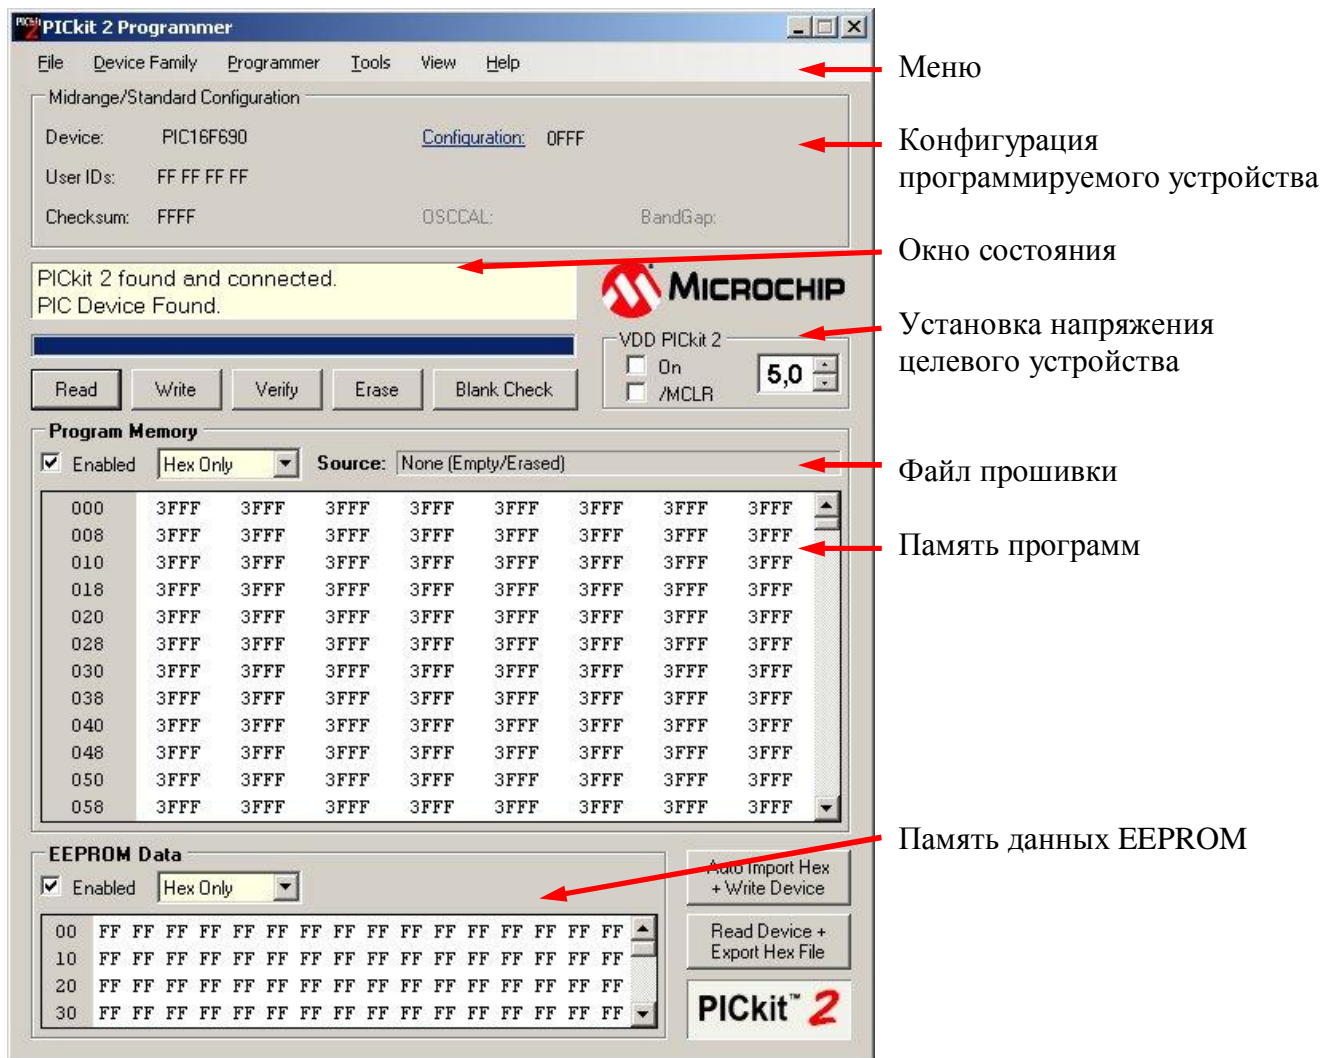 PICkit 2 Programmer
File Device Family Programmer Tools View Help
Меню
Midrange/Standard Configuration
Device: PIC16F690 Configuration: 0FFF
Конфигурация
программируемого устройства
User IDs: FF FF FF FF
Checksum: FFFF OSCCAL: BandGap:
Окно состояния
PICkit 2 found and connected.
PIC Device Found.
MICROCHIP
Установка напряжения
целевого устройства
VDD PICkit 2
On
/MCLR
5,0
Read Write Verify Erase Blank Check
Program Memory
Enabled Hex Only Source: None (Empty/Erased)
Файл прошивки
000 3FFF 3FFF 3FFF 3FFF 3FFF 3FFF 3FFF 3FFF
008 3FFF 3FFF 3FFF 3FFF 3FFF 3FFF 3FFF 3FFF
Память программ
010 3FFF 3FFF 3FFF 3FFF 3FFF 3FFF 3FFF 3FFF
018 3FFF 3FFF 3FFF 3FFF 3FFF 3FFF 3FFF 3FFF
020 3FFF 3FFF 3FFF 3FFF 3FFF 3FFF 3FFF 3FFF
028 3FFF 3FFF 3FFF 3FFF 3FFF 3FFF 3FFF 3FFF
030 3FFF 3FFF 3FFF 3FFF 3FFF 3FFF 3FFF 3FFF
038 3FFF 3FFF 3FFF 3FFF 3FFF 3FFF 3FFF 3FFF
040 3FFF 3FFF 3FFF 3FFF 3FFF 3FFF 3FFF 3FFF
048 3FFF 3FFF 3FFF 3FFF 3FFF 3FFF 3FFF 3FFF
050 3FFF 3FFF 3FFF 3FFF 3FFF 3FFF 3FFF 3FFF
058 3FFF 3FFF 3FFF 3FFF 3FFF 3FFF 3FFF 3FFF
Память данных EEPROM
EEPROM Data
Enabled Hex Only
Auto Import Hex
+ Write Device
00 FF FF FF FF FF FF FF FF FF FF FF FF FF FF FF FF
10 FF FF FF FF FF FF FF FF FF FF FF FF FF FF FF FF
20 FF FF FF FF FF FF FF FF FF FF FF FF FF FF FF FF
30 FF FF FF FF FF FF FF FF FF FF FF FF FF FF FF FF
Read Device +
Export Hex File
PICkit™ 2